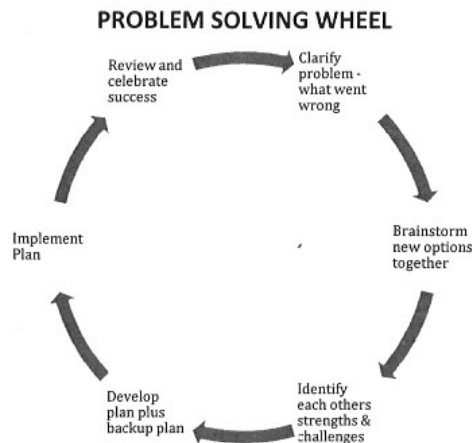 PROBLEM SOLVING WHEEL
Clarify
problem -
what went
wrong
Brainstorm
new options
together
Identify
each others
strengths &
challenges
Develop
plan plus
backup plan
Implement
Plan
Review and
celebrate
success